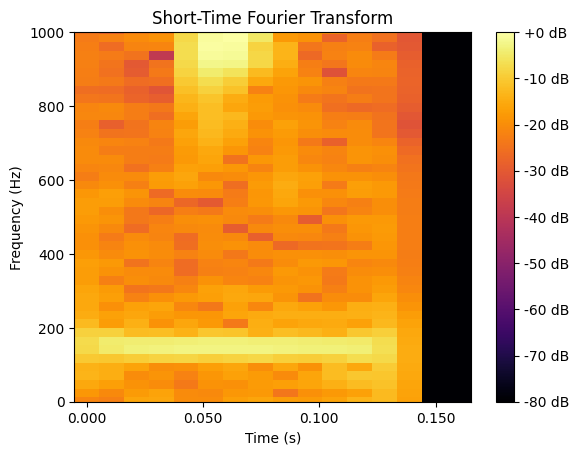 Short-Time Fourier Transform
1000
800
600
400
200
0
Frequency (Hz)
0.000
0.050
0.100
0.150
Time (s)
+0 dB
-10 dB
-20 dB
-30 dB
-40 dB
-50 dB
-60 dB
-70 dB
-80 dB